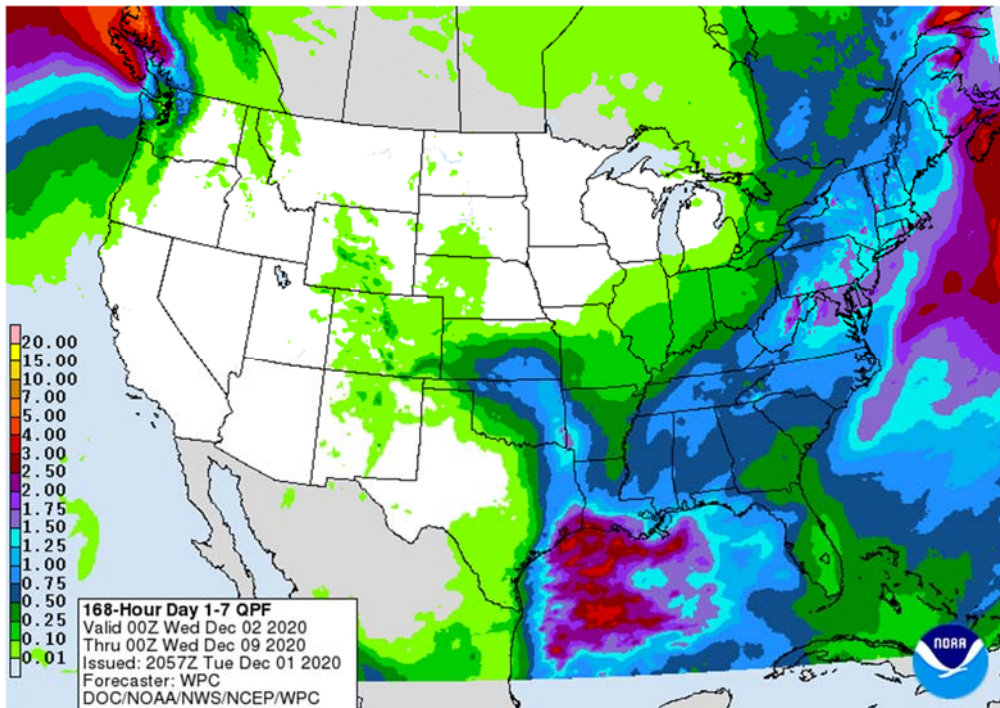 20.00
15.00
10.00
7.00
5.00
4.00
3.00
2.50
2.00
1.75
1.50
1.25
1.00
0.75
0.50
0.25
0.10
0.01
168-Hour Day 1-7 QPF
Valid 00Z Wed Dec 02 2020
Thru 00Z Wed Dec 09 2020
Issued: 2057Z Tue Dec 01 2020
Forecaster: WPC
DOC/NOAA/NWS/NCEP/WPC
NOAA